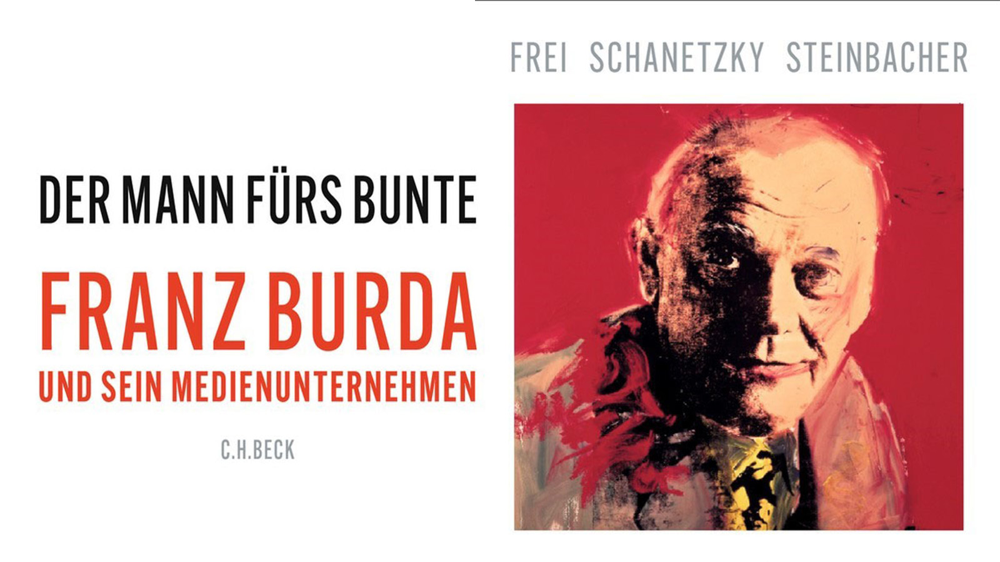 FREI SCHANETZKY STEINBACHER
DER MANN FÜRS BUNTE
FRANZ BURDA
UND SEIN MEDIENUNTERNEHMEN
C.H.BECK